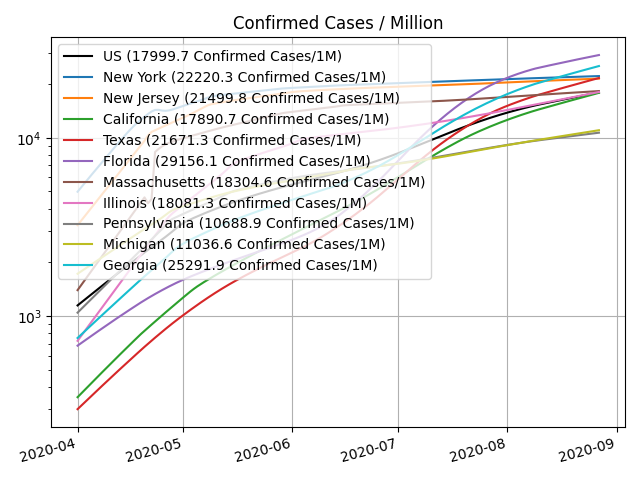 Confirmed Cases / Million
US (17999.7 Confirmed Cases/1M)
New York (22220.3 Confirmed Cases/1M)
New Jersey (21499.8 Confirmed Cases/1M)
California (17890.7 Confirmed Cases/1M)
Texas (21671.3 Confirmed Cases/1M)
Florida (29156.1 Confirmed Cases/1M)
Massachusetts (18304.6 Confirmed Cases/1M)
Illinois (18081.3 Confirmed Cases/1M)
Pennsylvania (10688.9 Confirmed Cases/1M)
Michigan (11036.6 Confirmed Cases/1M)
Georgia (25291.9 Confirmed Cases/1M)
10⁴
10³
2020-04 2020-05 2020-06 2020-07 2020-08 2020-09